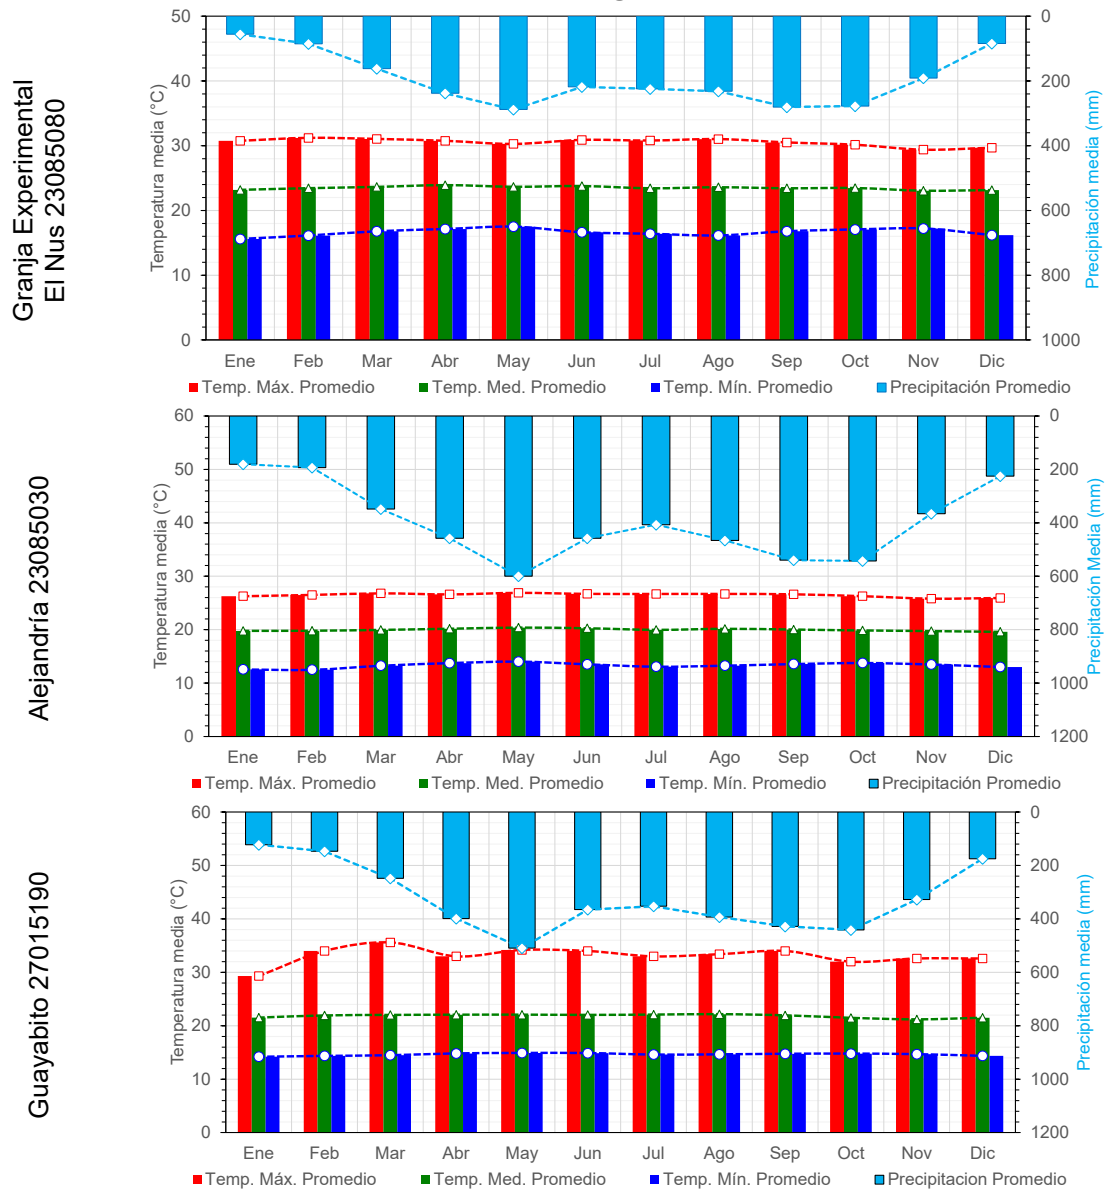 Granja Experimental
El Nus 23085080
Temperatura media (°C)
50
40
30
20
10
0
0
200
400
600
800
1000
Precipitación media (mm)
Ene Feb Mar Abr May Jun Jul Ago Sep Oct Nov Dic
Temp. Máx. Promedio Temp. Med. Promedio Temp. Mín. Promedio Precipitación Promedio
Alejandría 23085030
Temperatura media (°C)
60
50
40
30
20
10
0
0
200
400
600
800
1000
1200
Precipitación Media (mm)
Ene Feb Mar Abr May Jun Jul Ago Sep Oct Nov Dic
Temp. Máx. Promedio Temp. Med. Promedio Temp. Mín. Promedio Precipitación Promedio
Guayabito 27015190
Temperatura media (°C)
60
50
40
30
20
10
0
0
200
400
600
800
1000
1200
Precipitación media (mm)
Ene Feb Mar Abr May Jun Jul Ago Sep Oct Nov Dic
Temp. Máx. Promedio Temp. Med. Promedio Temp. Mín. Promedio Precipitacion Promedio